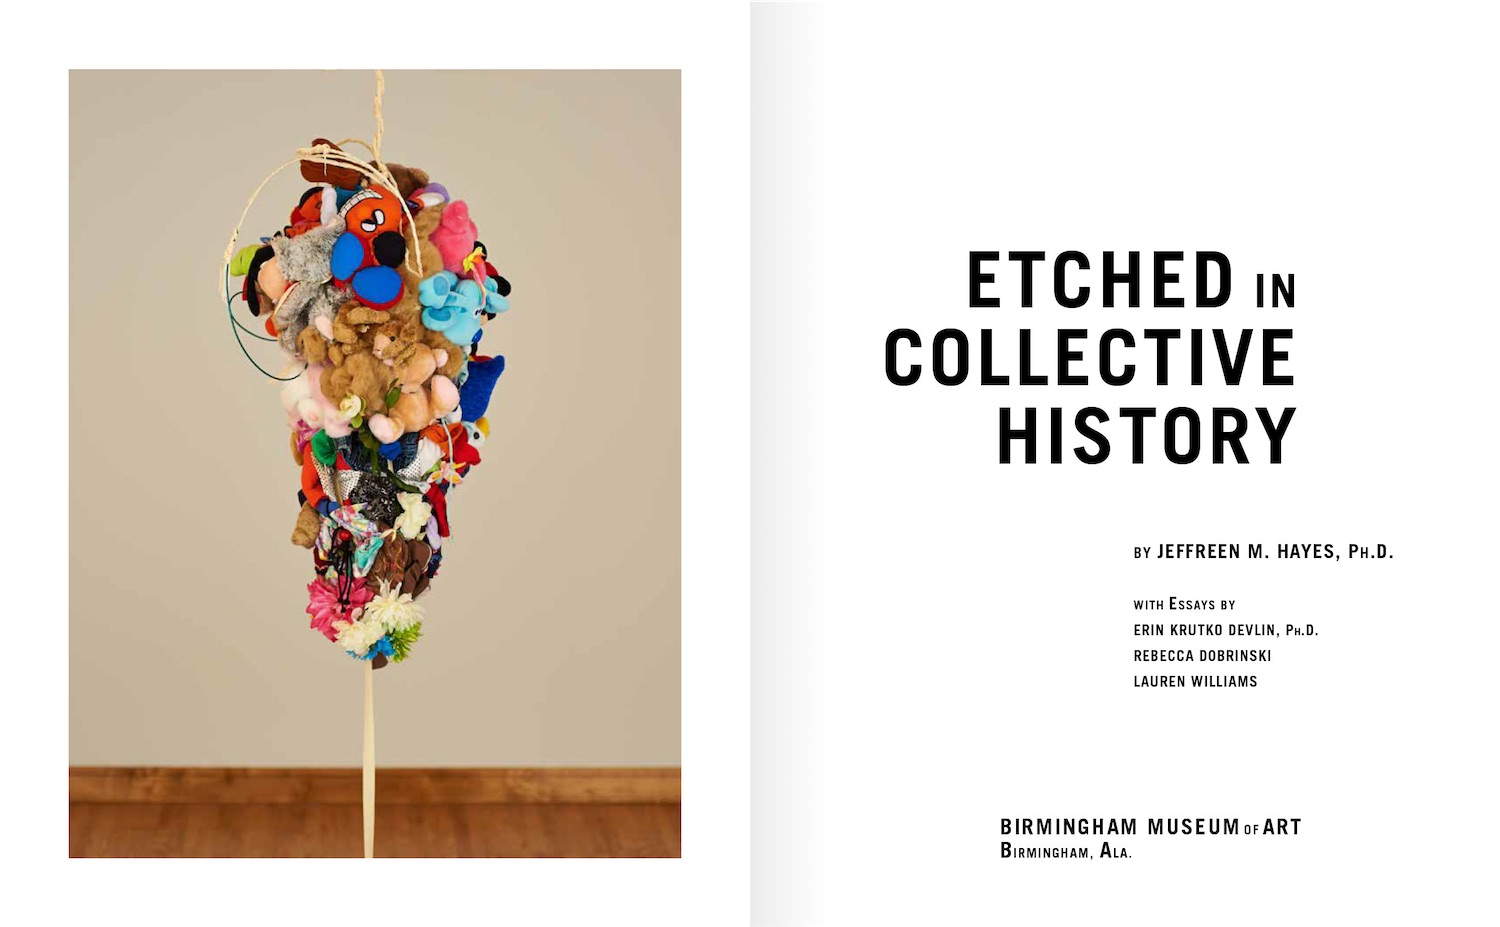 ETCHED IN
COLLECTIVE
HISTORY
BY JEFFREEN M. HAYES, PH.D.
WITH ESSAYS BY
ERIN KRUTKO DEVLIN, PH.D.
REBECCA DOBRINSKI
LAUREN WILLIAMS
BIRMINGHAM MUSEUM OF ART
BIRMINGHAM, ALA.